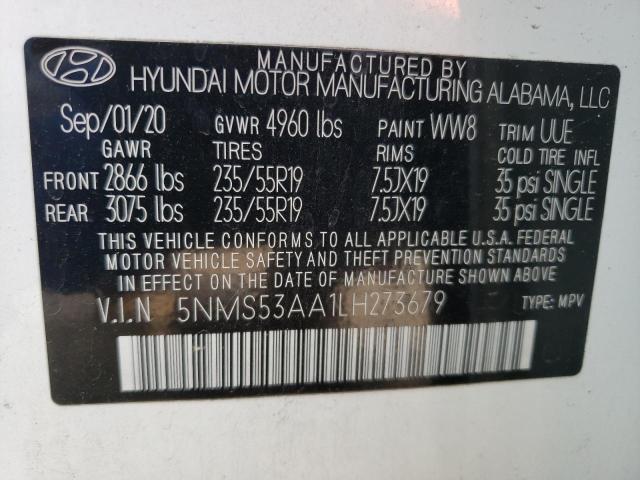 MANUFACTURED BY
HYUNDAI MOTOR MANUFACTURING ALABAMA, LLC
Sep/01/20 GVWR 4960 lbs PAINT WW8 TRIM UUE
GAWR TIRES RIMS COLD TIRE INFL
FRONT 2866 lbs 235/55R19 7.5JX19 35 psi SINGLE
REAR 3075 lbs 235/55R19 7.5JX19 35 psi SINGLE
THIS VEHICLE CONFORMS TO ALL APPLICABLE U.S.A. FEDERAL
MOTOR VEHICLE SAFETY AND THEFT PREVENTION STANDARDS
IN EFFECT ON THE DATE OF MANUFACTURE SHOWN ABOVE.
V.I.N 5NMS53AA1LH273679 TYPE: MPV